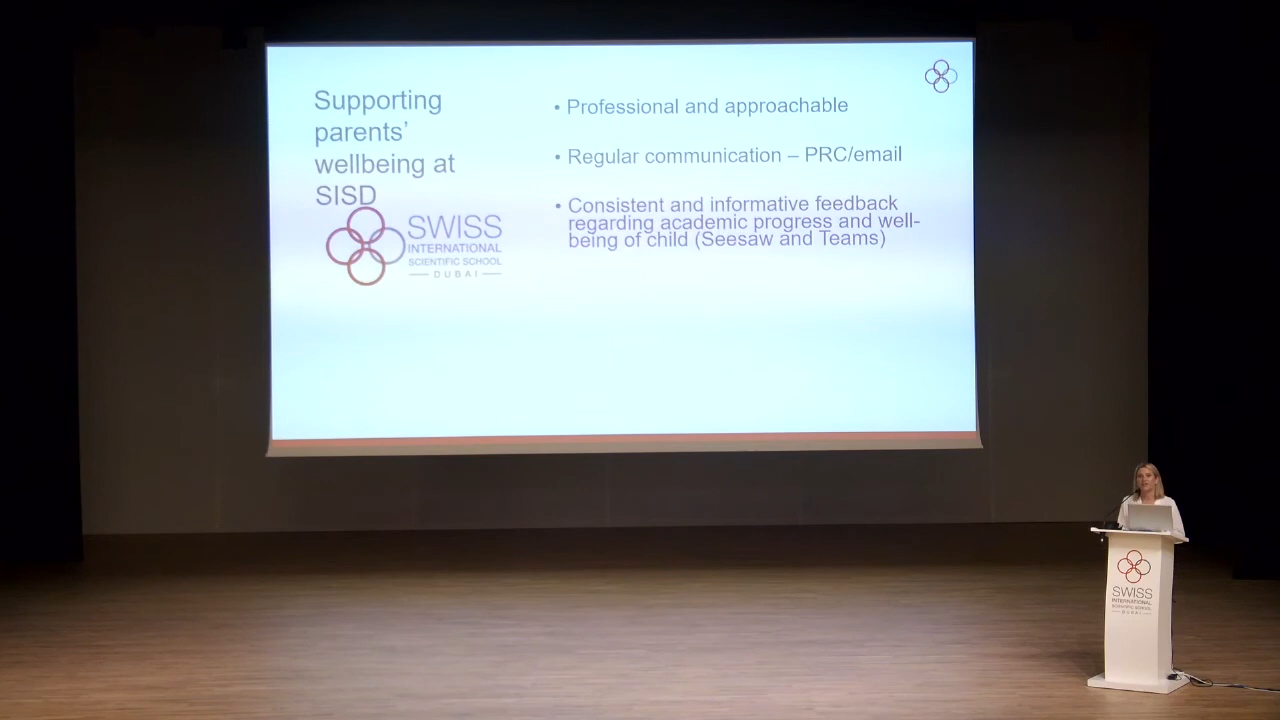 Supporting
parents’
wellbeing at
SISD
SWISS
INTERNATIONAL
SCIENTIFIC SCHOOL
DUBAI
• Professional and approachable
• Regular communication – PRC/email
• Consistent and informative feedback
regarding academic progress and well-
being of child (Seesaw and Teams)
SWISS
INTERNATIONAL
SCIENTIFIC SCHOOL
DUBAI